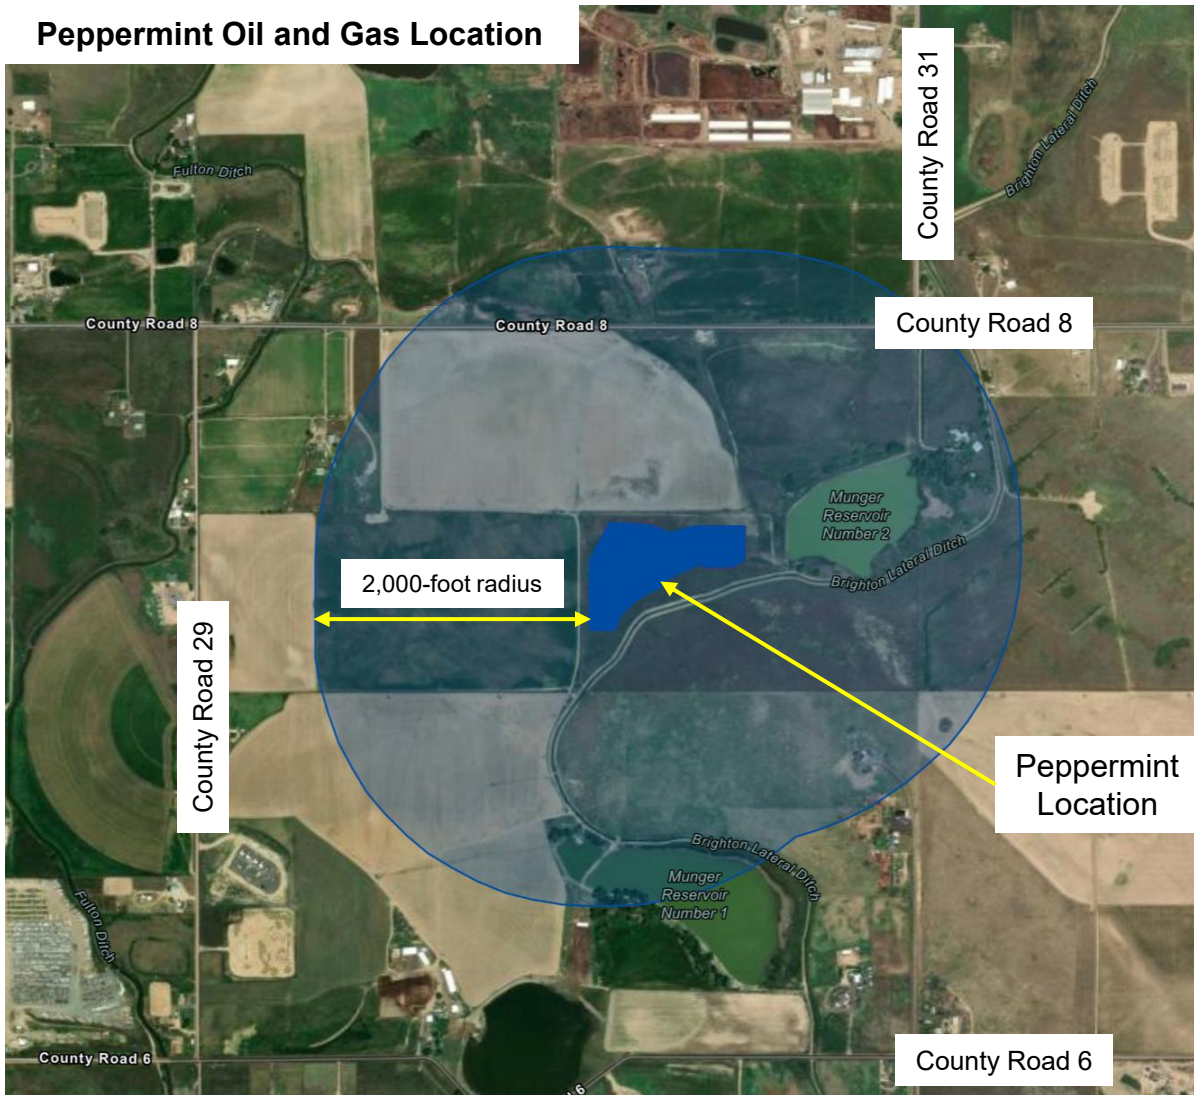 Peppermint Oil and Gas Location
County Road 31
Brighton Lateral Ditch
Fulton Ditch
County Road 8
County Road 8
County Road 8
Munger
Reservoir
Number 2
Brighton Lateral Ditch
2,000-foot radius
County Road 29
Peppermint
Location
Brighton Lateral Ditch
Munger
Reservoir
Number 1
Fulton Ditch
County Road 6
County Road 6
6